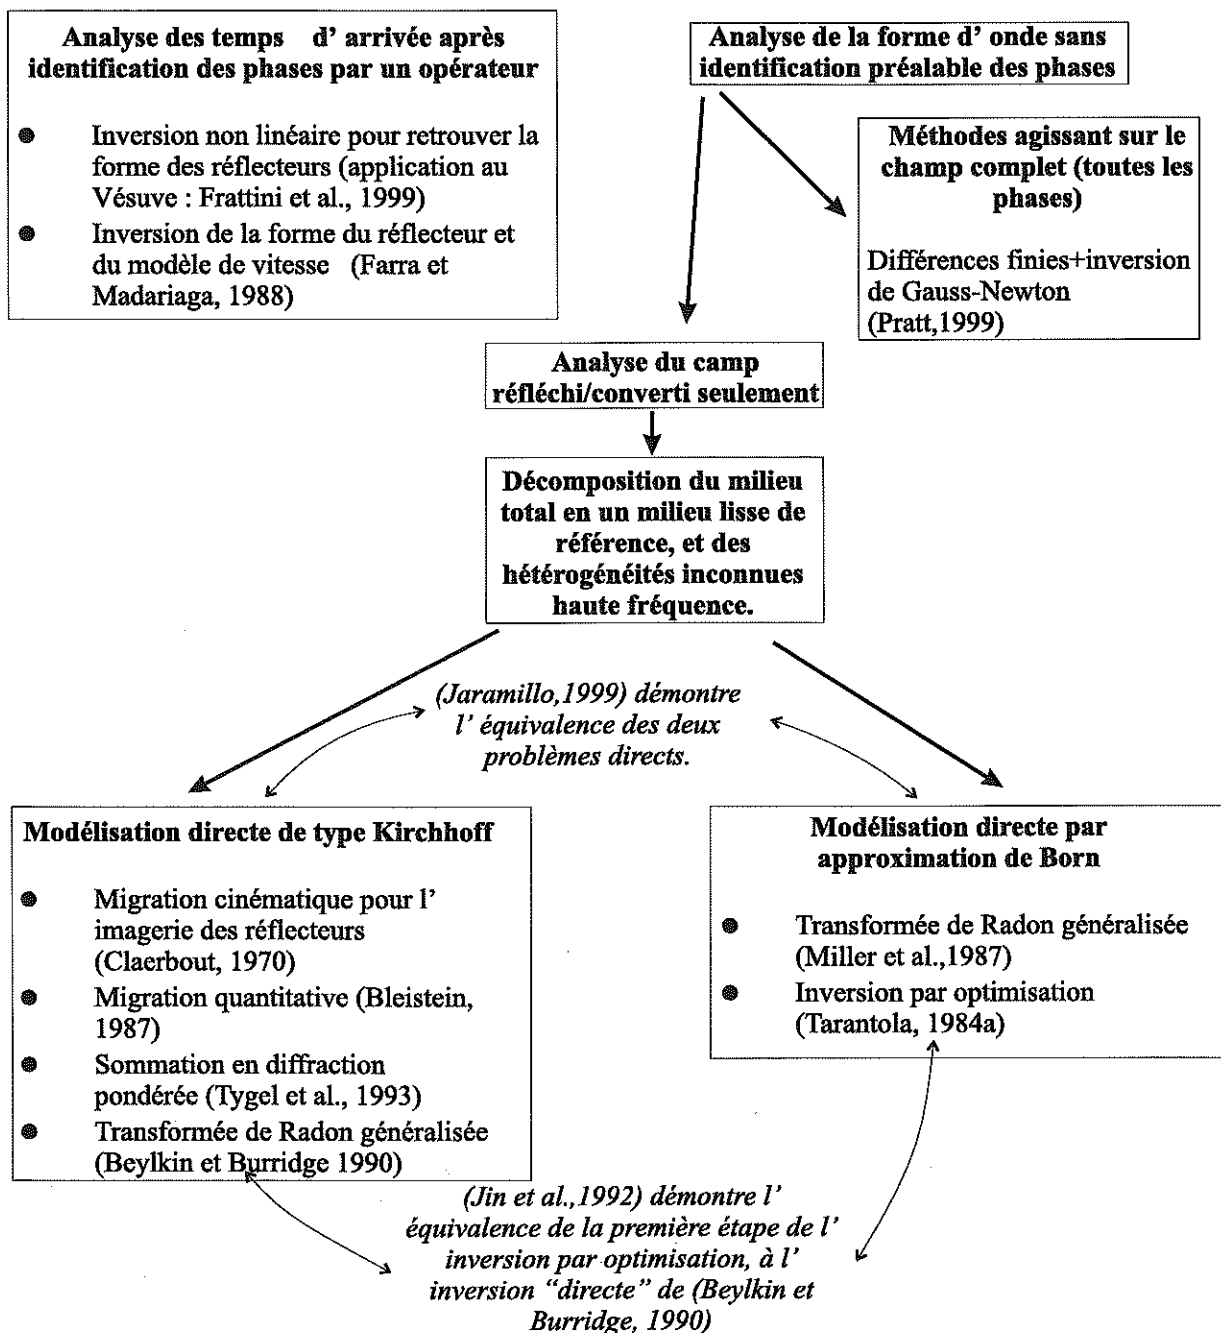 Analyse des temps d' arrivée après
identification des phases par un opérateur
● Inversion non linéaire pour retrouver la
forme des réflecteurs (application au
Vésuve : Frattini et al., 1999)
● Inversion de la forme du réflecteur et
du modèle de vitesse (Farra et
Madariaga, 1988)
Analyse de la forme d' onde sans
identification préalable des phases
Méthodes agissant sur le
champ complet (toutes les
phases)
Différences finies+inversion
de Gauss-Newton
(Pratt,1999)
Analyse du camp
réfléchi/converti seulement
Décomposition du milieu
total en un milieu lisse de
référence, et des
hétérogénéités inconnues
haute fréquence.
(Jaramillo,1999) démontre
l' équivalence des deux
problèmes directs.
Modélisation directe de type Kirchhoff
● Migration cinématique pour l'
imagerie des réflecteurs
(Claerbout, 1970)
● Migration quantitative (Bleistein,
1987)
● Sommation en diffraction
pondérée (Tygel et al., 1993)
● Transformée de Radon généralisée
(Beylkin et Burridge 1990)
Modélisation directe par
approximation de Born
● Transformée de Radon généralisée
(Miller et al.,1987)
● Inversion par optimisation
(Tarantola, 1984a)
(Jin et al.,1992) démontre l'
équivalence de la première étape de l'
inversion par optimisation, à l'
inversion “directe” de (Beylkin et
Burridge, 1990)